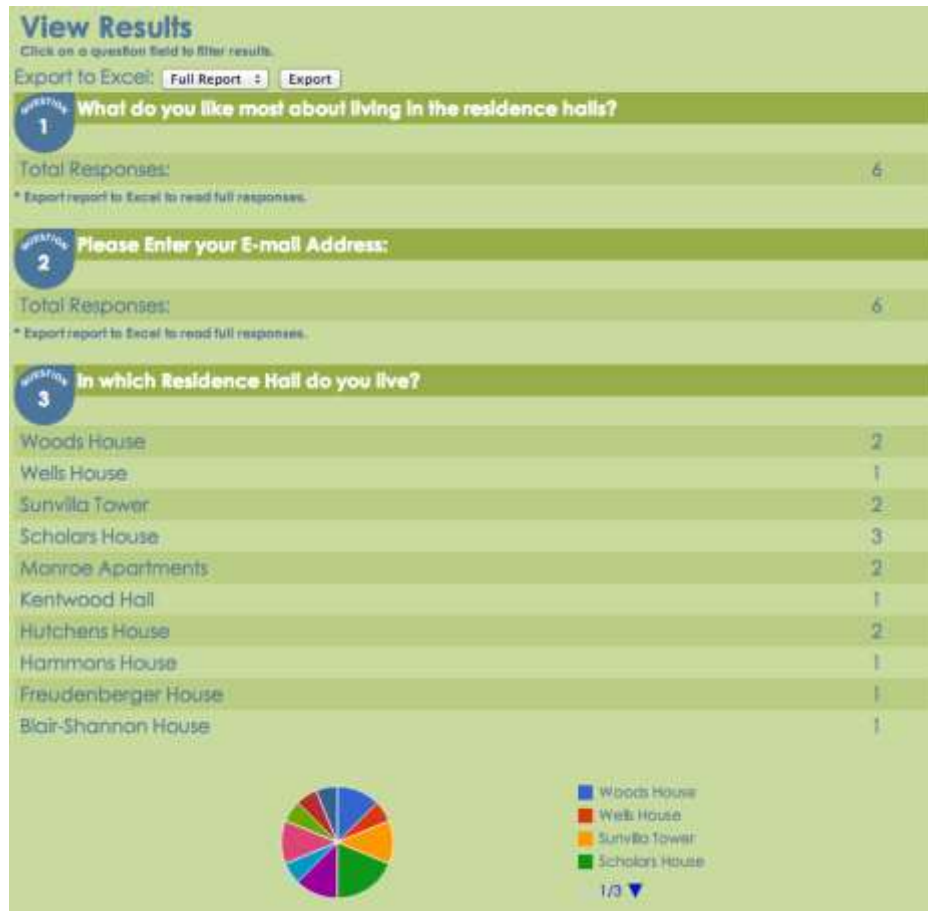 View Results
Click on a question field to filter results.
Export to Excel: Full Report Export
QUESTION
1
What do you like most about living in the residence halls?
Total Responses: 6
* Export report to Excel to read full responses.
QUESTION
2
Please Enter your E-mail Address:
Total Responses: 6
* Export report to Excel to read full responses.
QUESTION
3
In which Residence Hall do you live?
Woods House 2
Wells House 1
Sunvilla Tower 2
Scholars House 3
Monroe Apartments 2
Kentwood Hall 1
Hutchens House 2
Hammons House 1
Freudenberger House 1
Blair-Shannon House 1
Woods House
Wells House
Sunvilla Tower
Scholars House
1/3